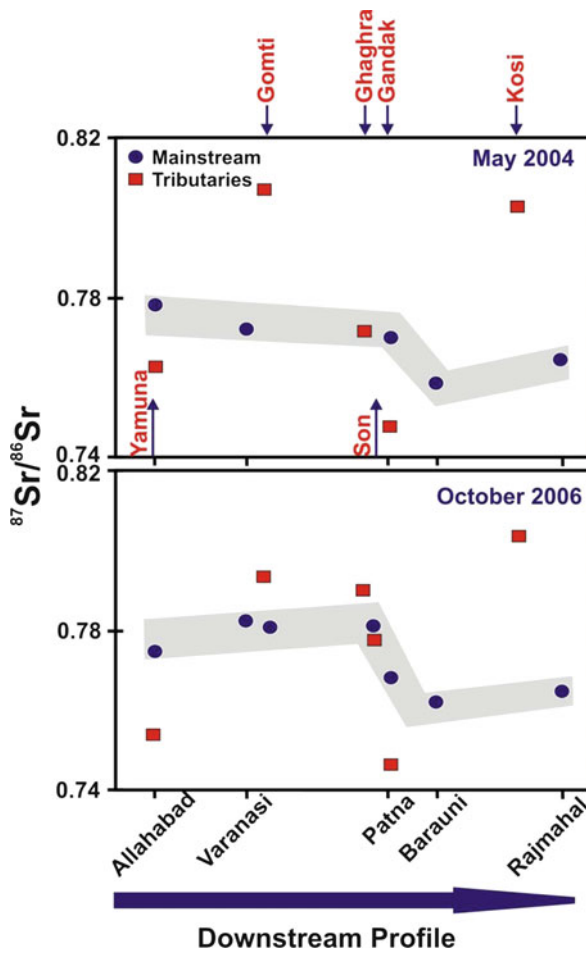 Gomti
Ghaghra
Gandak
Kosi
0.82
Mainstream
Tributaries
May 2004
0.78
Yamuna
Son
0.74
87Sr/86Sr
0.82
October 2006
0.78
0.74
Allahabad
Varanasi
Patna
Barauni
Rajmahal
Downstream Profile